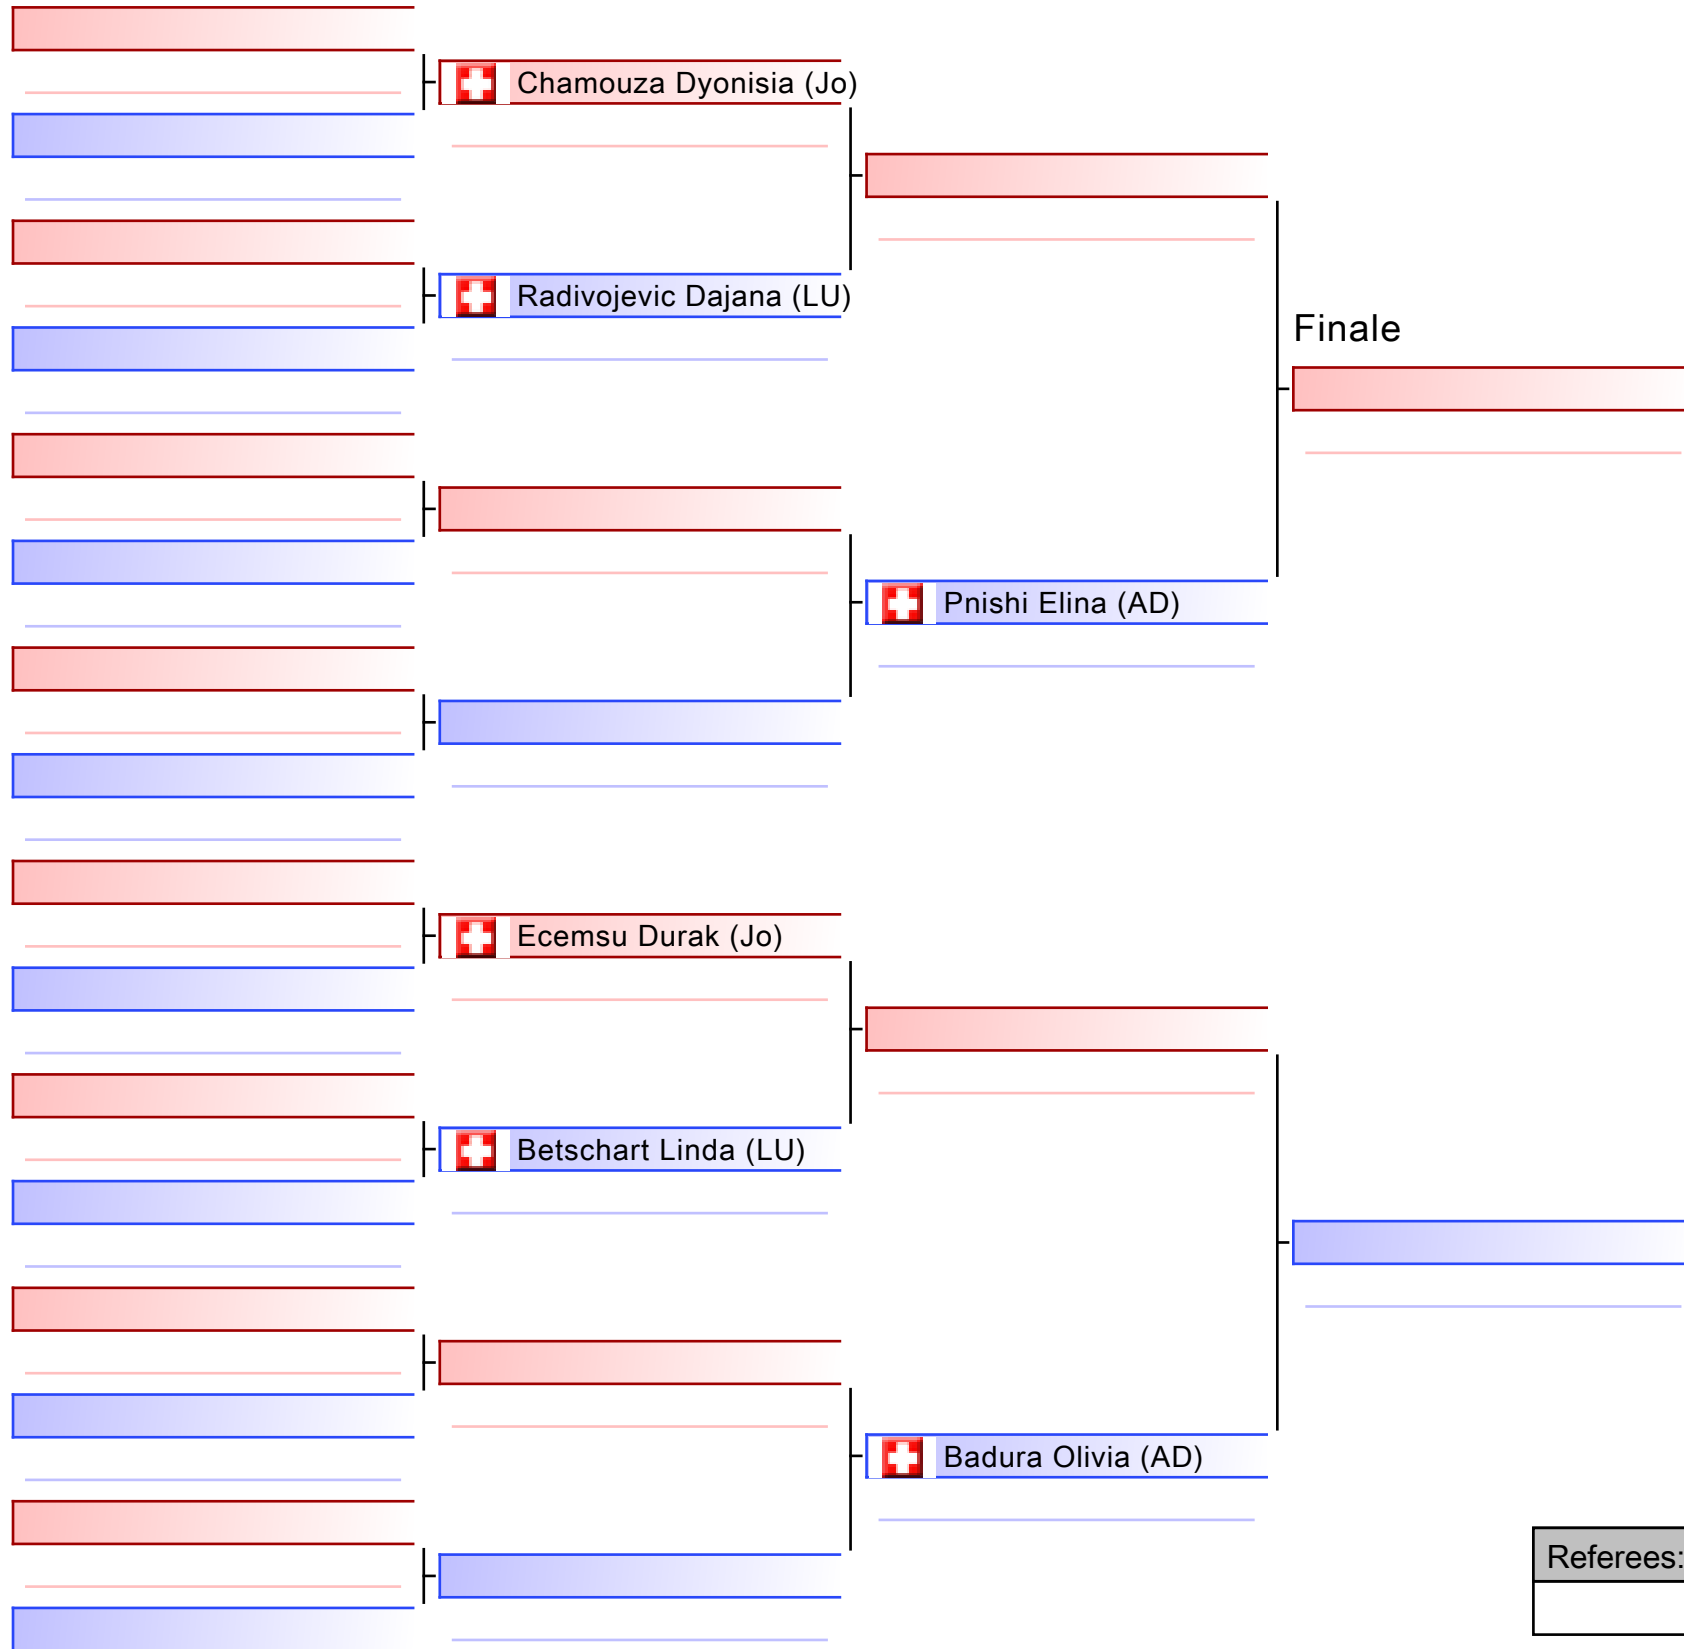 Chamouza Dyonisia (Jo)
Radivojevic Dajana (LU)
Finale
Pnishi Elina (AD)
Ecemsu Durak (Jo)
Betschart Linda (LU)
Badura Olivia (AD)
Referees: